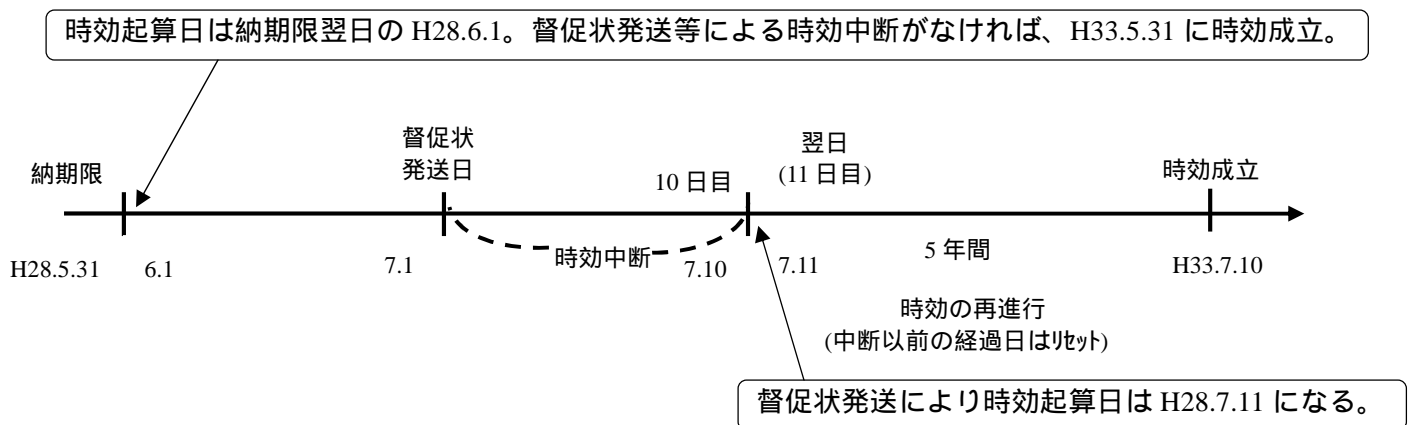 時効起算日は納期限翌日の H28.6.1。督促状発送等による時効中断がなければ、H33.5.31 に時効成立。
納期限
督促状
発送日
10 日目
翌日
(11 日目)
時効成立
H28.5.31
6.1
7.1
時効中断
7.10
7.11
5 年間
H33.7.10
時効の再進行
(中断以前の経過日はリセット)
督促状発送により時効起算日は H28.7.11 になる。